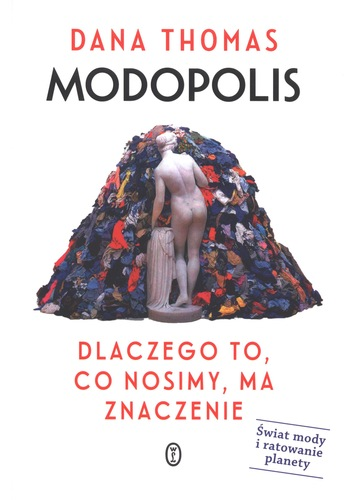 DANA THOMAS
MODOPOLIS
DLACZEGO TO,
CO NOSIMY, MA
ZNACZENIE
Świat mody
i ratowanie
planety